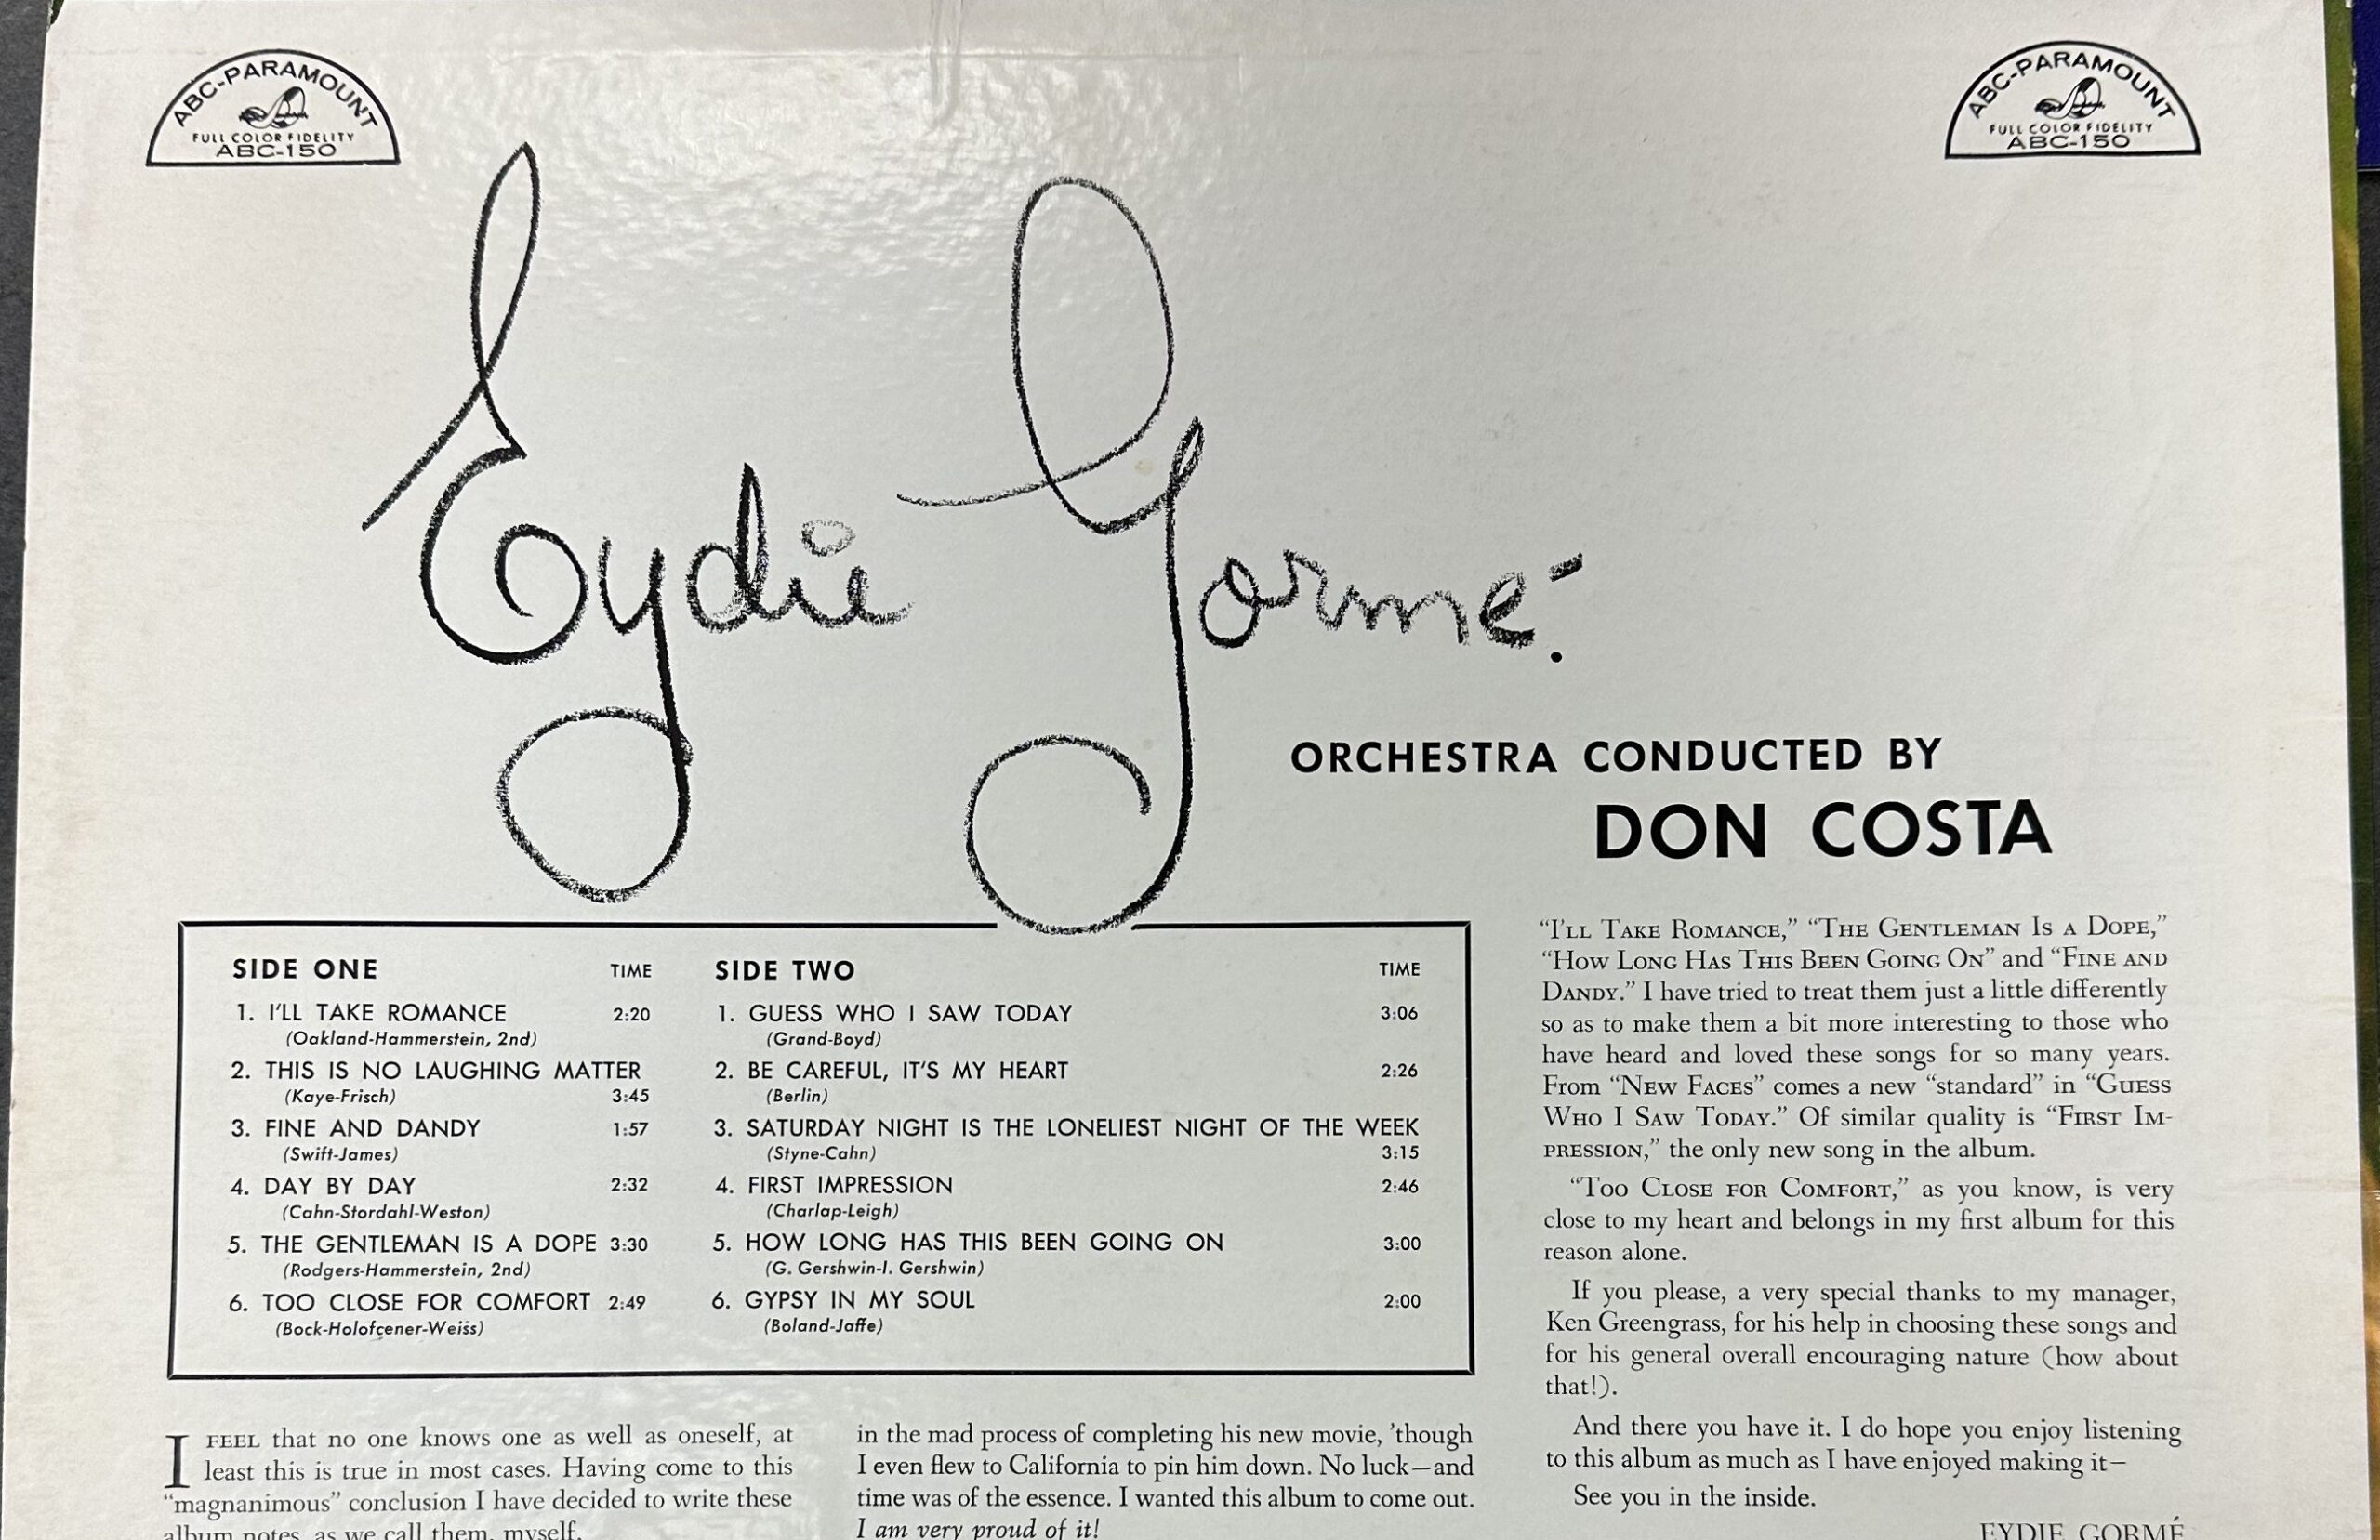 ABC-PARAMOUNT
FULL COLOR FIDELITY
ABC-150
ABC-PARAMOUNT
FULL COLOR FIDELITY
ABC-150
Eydie Gormé
ORCHESTRA CONDUCTED BY
DON COSTA
SIDE ONE TIME
1. I'LL TAKE ROMANCE 2:20
(Oakland-Hammerstein, 2nd)
2. THIS IS NO LAUGHING MATTER
(Kaye-Frisch) 3:45
3. FINE AND DANDY 1:57
(Swift-James)
4. DAY BY DAY 2:32
(Cahn-Stordahl-Weston)
5. THE GENTLEMAN IS A DOPE 3:30
(Rodgers-Hammerstein, 2nd)
6. TOO CLOSE FOR COMFORT 2:49
(Bock-Holofcener-Weiss)
SIDE TWO TIME
1. GUESS WHO I SAW TODAY 3:06
(Grand-Boyd)
2. BE CAREFUL, IT'S MY HEART 2:26
(Berlin)
3. SATURDAY NIGHT IS THE LONELIEST NIGHT OF THE WEEK
(Styne-Cahn) 3:15
4. FIRST IMPRESSION 2:46
(Charlap-Leigh)
5. HOW LONG HAS THIS BEEN GOING ON 3:00
(G. Gershwin-I. Gershwin)
6. GYPSY IN MY SOUL 2:00
(Boland-Jaffe)
I FEEL that no one knows one as well as oneself, at
least this is true in most cases. Having come to this
“magnanimous” conclusion I have decided to write these
album notes, as we call them, myself.
in the mad process of completing his new movie, ’though
I even flew to California to pin him down. No luck—and
time was of the essence. I wanted this album to come out.
I am very proud of it!
“I’LL TAKE ROMANCE,” “THE GENTLEMAN IS A DOPE,”
“HOW LONG HAS THIS BEEN GOING ON” and “FINE AND
DANDY.” I have tried to treat them just a little differently
so as to make them a bit more interesting to those who
have heard and loved these songs for so many years.
From “NEW FACES” comes a new “standard” in “GUESS
WHO I SAW TODAY.” Of similar quality is “FIRST IM-
PRESSION,” the only new song in the album.
“TOO CLOSE FOR COMFORT,” as you know, is very
close to my heart and belongs in my first album for this
reason alone.
If you please, a very special thanks to my manager,
Ken Greengrass, for his help in choosing these songs and
for his general overall encouraging nature (how about
that!).
And there you have it. I do hope you enjoy listening
to this album as much as I have enjoyed making it—
See you in the inside.
EYDIE GORMÉ